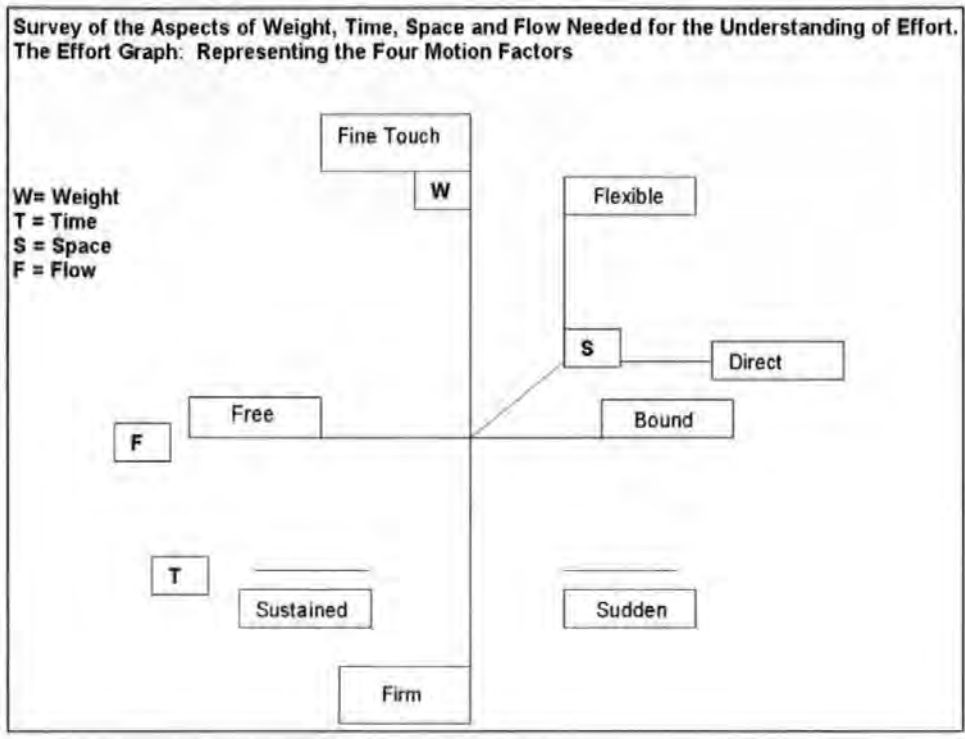 Survey of the Aspects of Weight, Time, Space and Flow Needed for the Understanding of Effort.
The Effort Graph: Representing the Four Motion Factors
Fine Touch
W
Flexible
W= Weight
T = Time
S = Space
F = Flow
S
Direct
Free
Bound
F
T
Sustained
Sudden
Firm